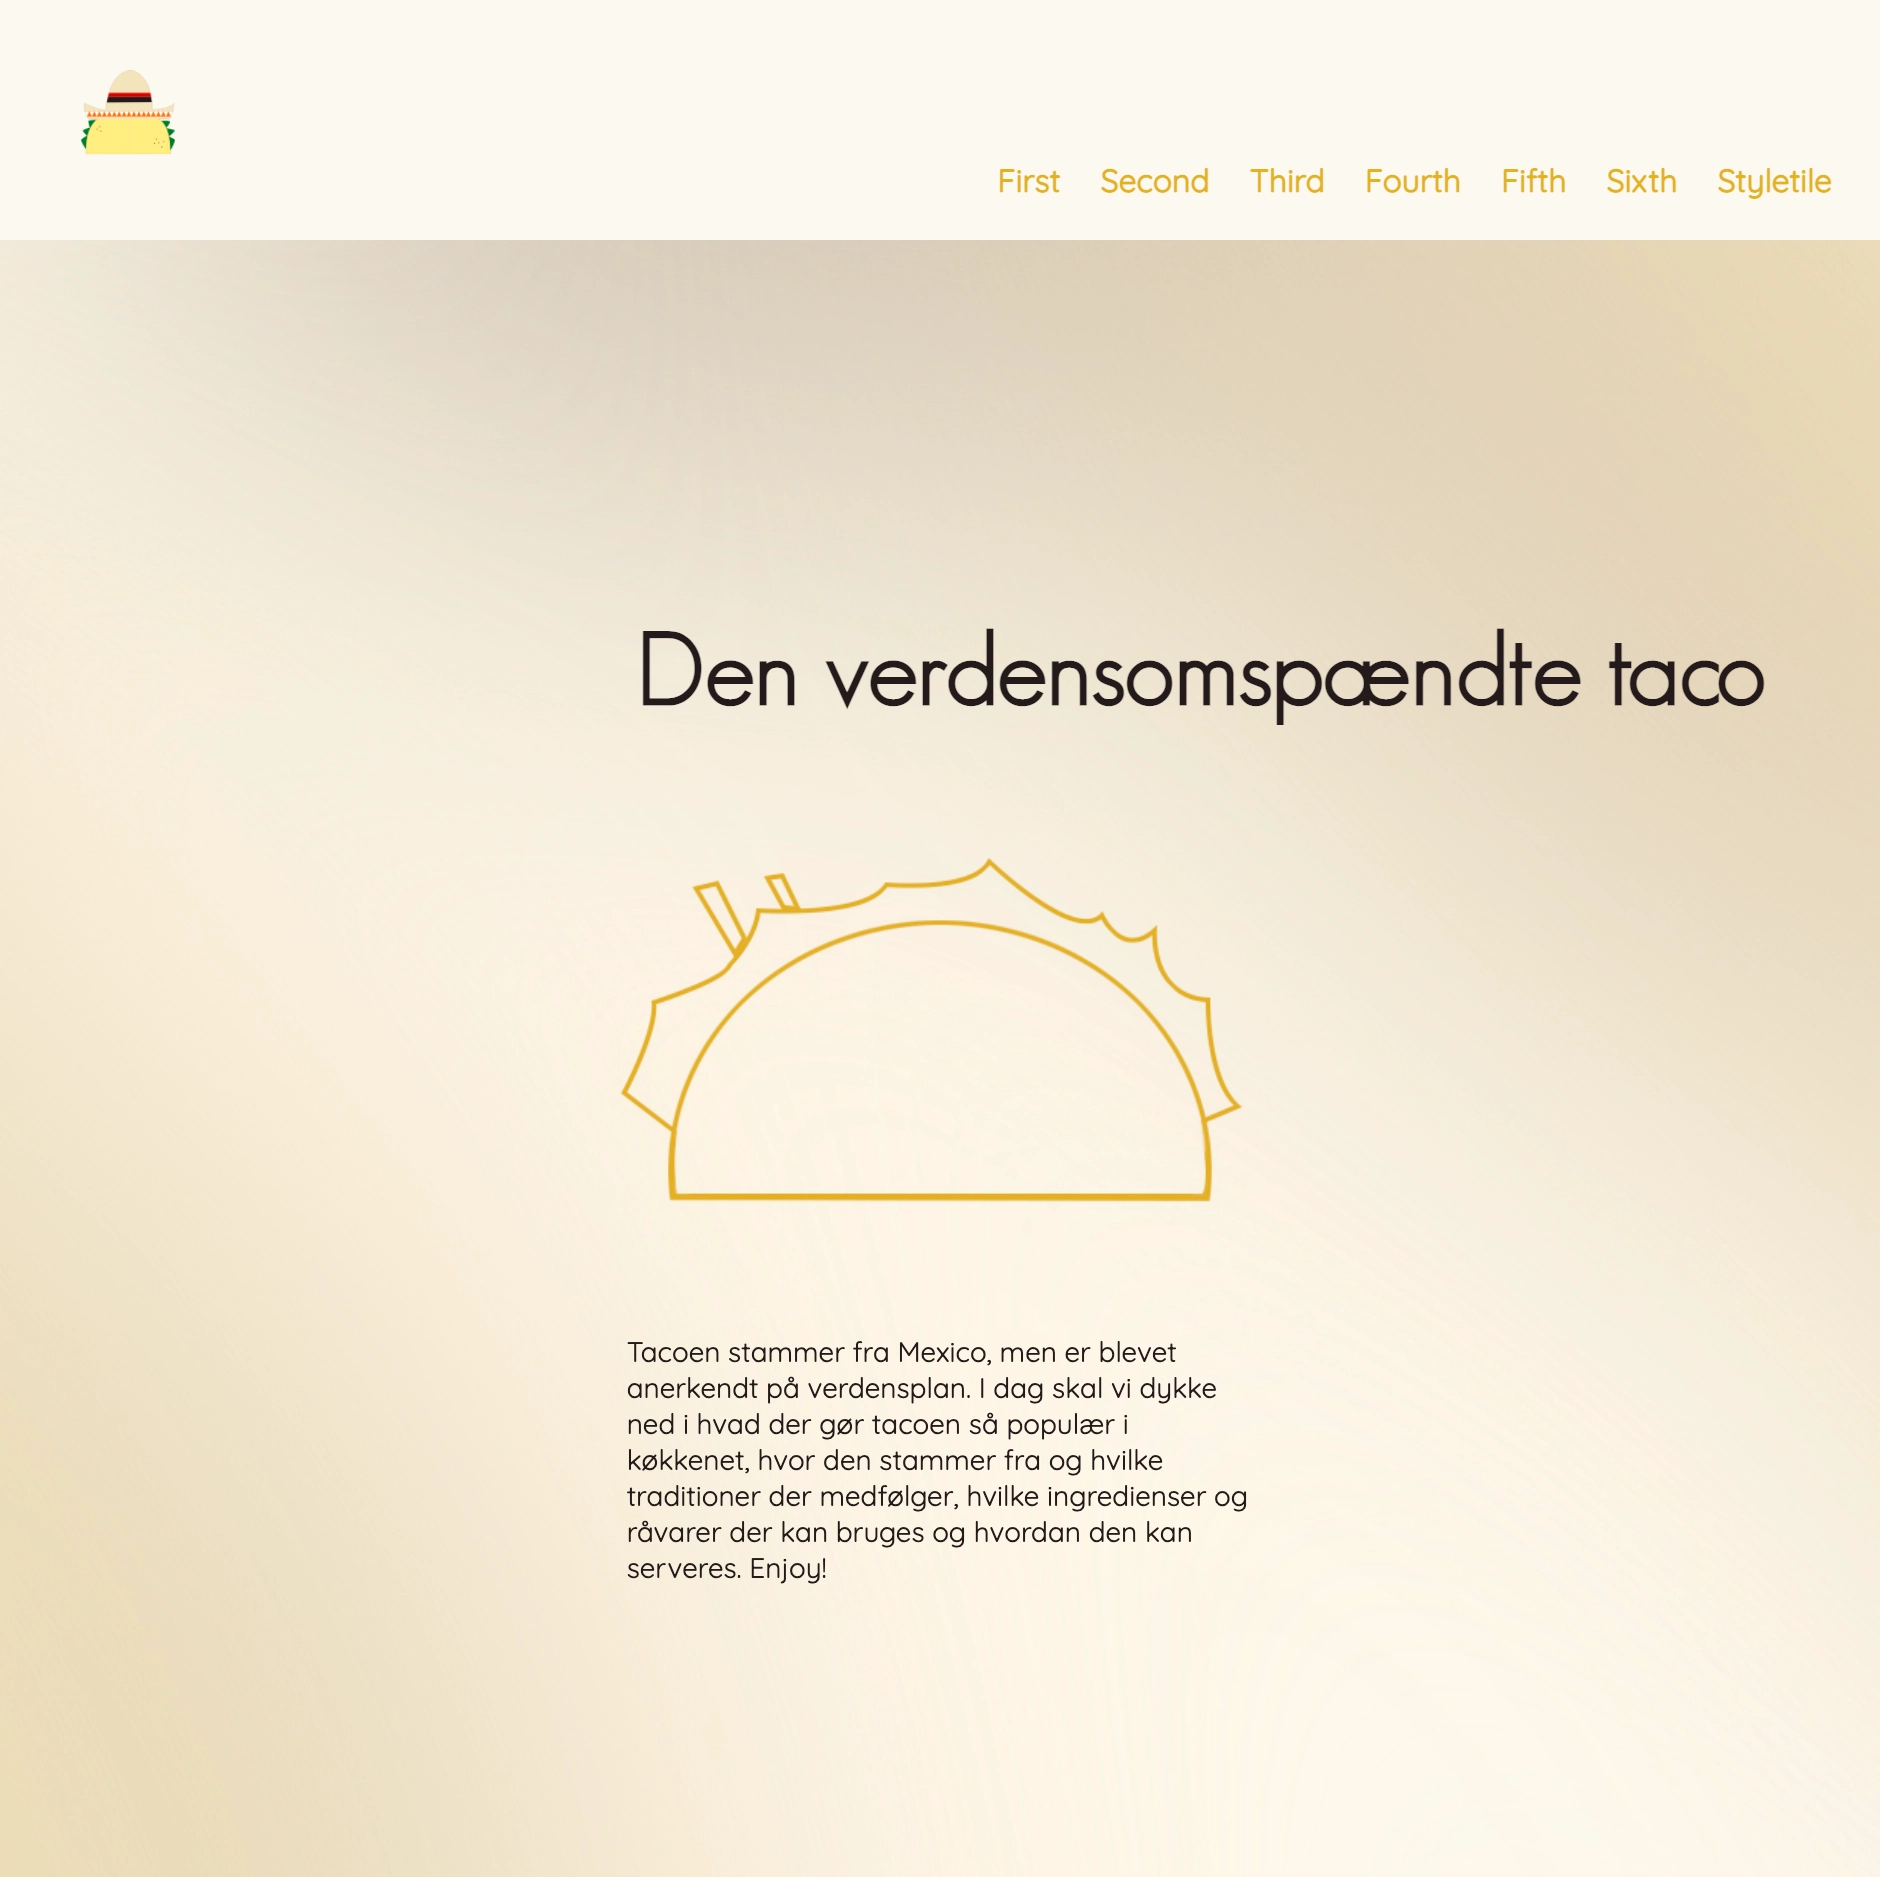 First Second Third Fourth Fifth Sixth Styletile
Den verdensomspændte taco
Tacoen stammer fra Mexico, men er blevet
anerkendt på verdensplan. I dag skal vi dykke
ned i hvad der gør tacoen så populær i
køkkenet, hvor den stammer fra og hvilke
traditioner der medfølger, hvilke ingredienser og
råvarer der kan bruges og hvordan den kan
serveres. Enjoy!